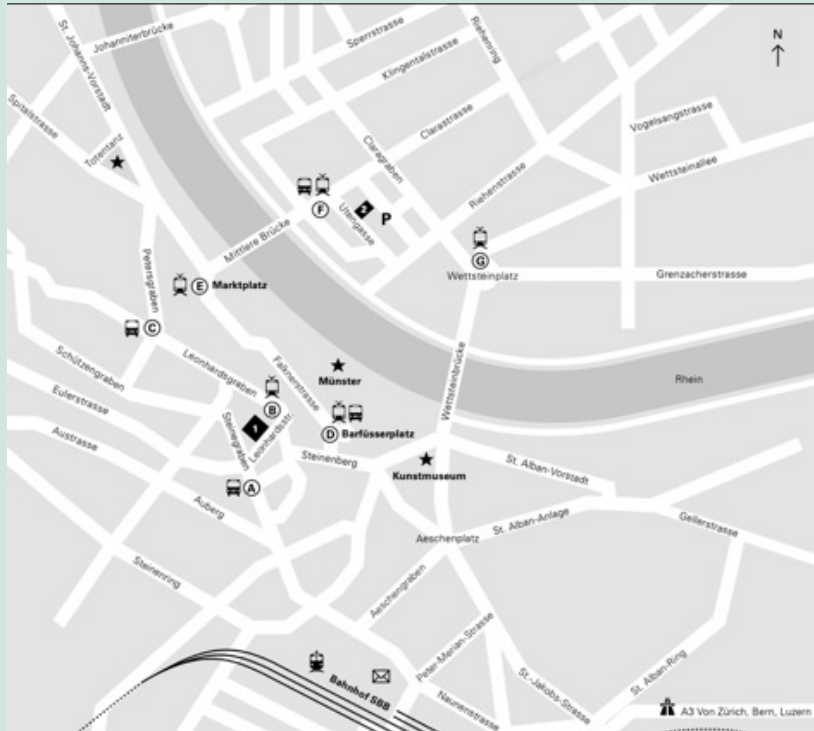 N
Johanniterbrücke
St. Johanns-Vorstadt
Sperrstrasse
Riehenring
Klingentalstrasse
Spitalstrasse
Totentanz
Clarastrasse
Claragraben
Vogelsangstrasse
Wettsteinallee
Riehenstrasse
F
2
P
Utengasse
Mittlere Brücke
G
Wettsteinplatz
Grenzacherstrasse
Petersgraben
E Marktplatz
C
Schützengraben
Leonhardsgraben
Falknerstrasse
Münster
Wettsteinbrücke
Rhein
Eulerstrasse
Austrasse
B
1
Steinegraben
Leonhardsstr.
D Barfüsserplatz
Steinenberg
Kunstmuseum
St. Alban-Vorstadt
A
Auberg
St. Alban-Anlage
Gellerstrasse
Aeschenplatz
Steinenring
Aeschengraben
Peter-Merian-Strasse
Bahnhof SBB
Naunenstrasse
St.-Jakobs-Strasse
St. Alban-Ring
A3 Von Zürich, Bern, Luzern